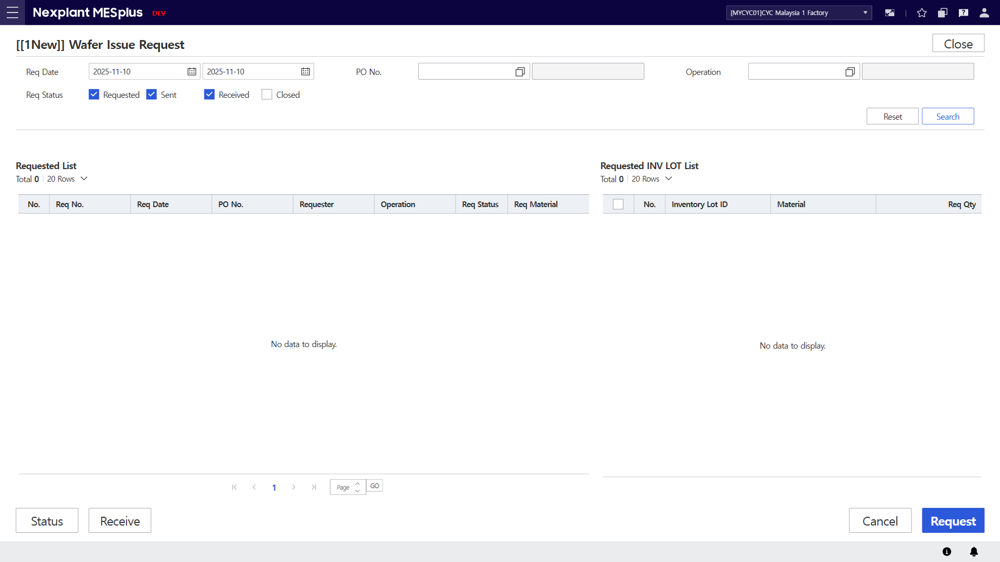 Nexplant MESplus DEV
[MYCYC01]CYC Malaysia 1 Factory
[[1New]] Wafer Issue Request
Close
Req Date 2025-11-10 2025-11-10 PO No. Operation
Req Status Requested Sent Received Closed
Reset Search
Requested List
Total 0 20 Rows
Requested INV LOT List
Total 0 20 Rows
No. Req No. Req Date PO No. Requester Operation Req Status Req Material
No. Inventory Lot ID Material Req Qty
No data to display.
No data to display.
1 Page GO
Status Receive Cancel Request